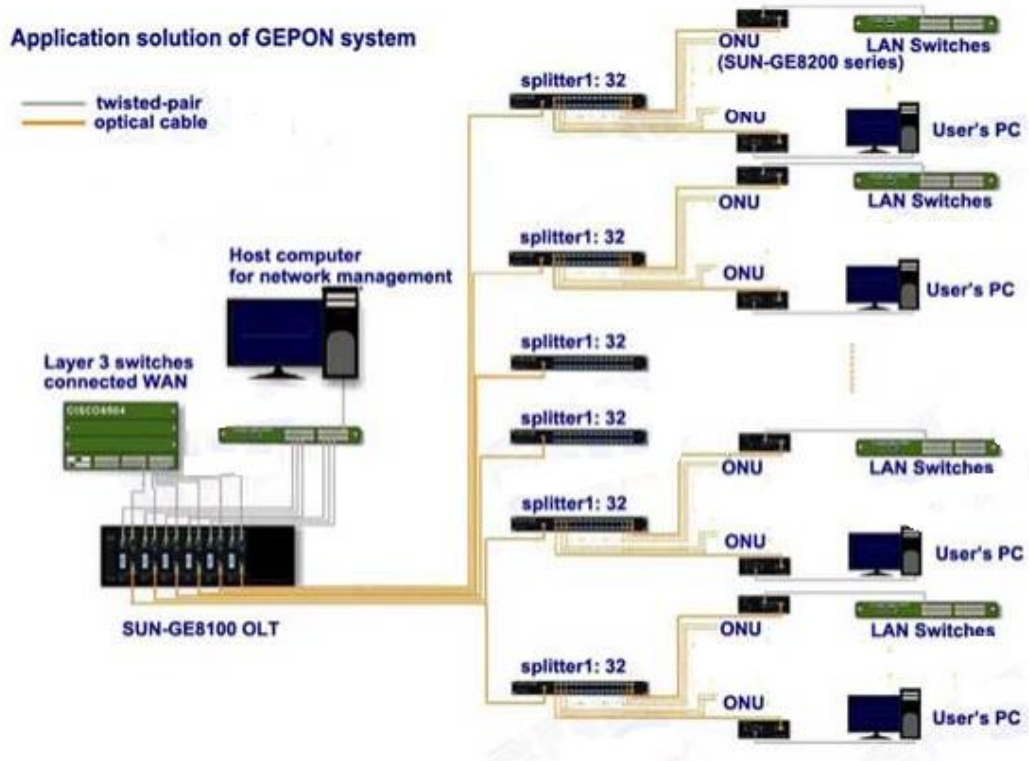 Application solution of GEPON system
twisted-pair
optical cable
Host computer
for network management
Layer 3 switches
connected WAN
SUN-GE8100 OLT
splitter1: 32
ONU
(SUN-GE8200 series)
LAN Switches
ONU
User's PC
splitter1: 32
ONU
LAN Switches
ONU
User's PC
splitter1: 32
splitter1: 32
ONU
LAN Switches
splitter1: 32
ONU
User's PC
splitter1: 32
ONU
LAN Switches
ONU
User's PC